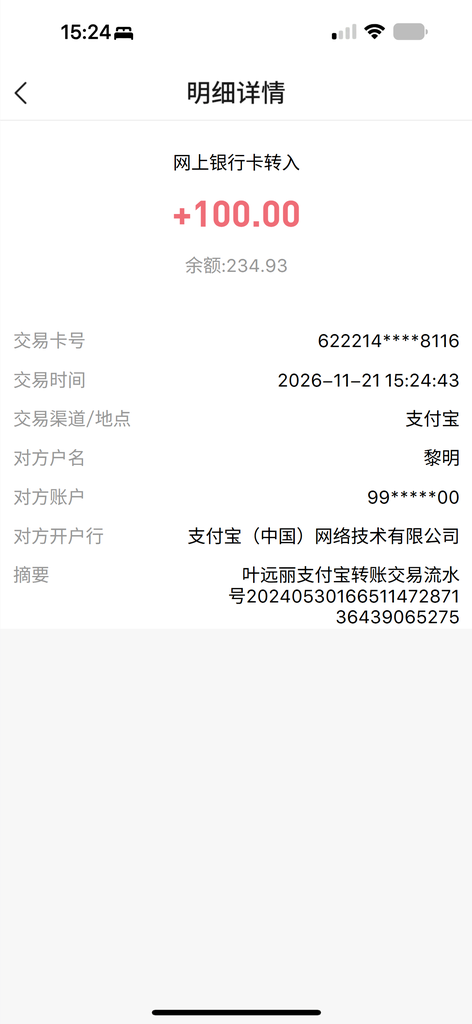 15:24
明细详情
网上银行卡转入
+100.00
余额:234.93
交易卡号 622214****8116
交易时间 2026-11-21 15:24:43
交易渠道/地点 支付宝
对方户名 黎明
对方账户 99*****00
对方开户行 支付宝（中国）网络技术有限公司
摘要 叶远丽支付宝转账交易流水
号20240530166511472871
36439065275